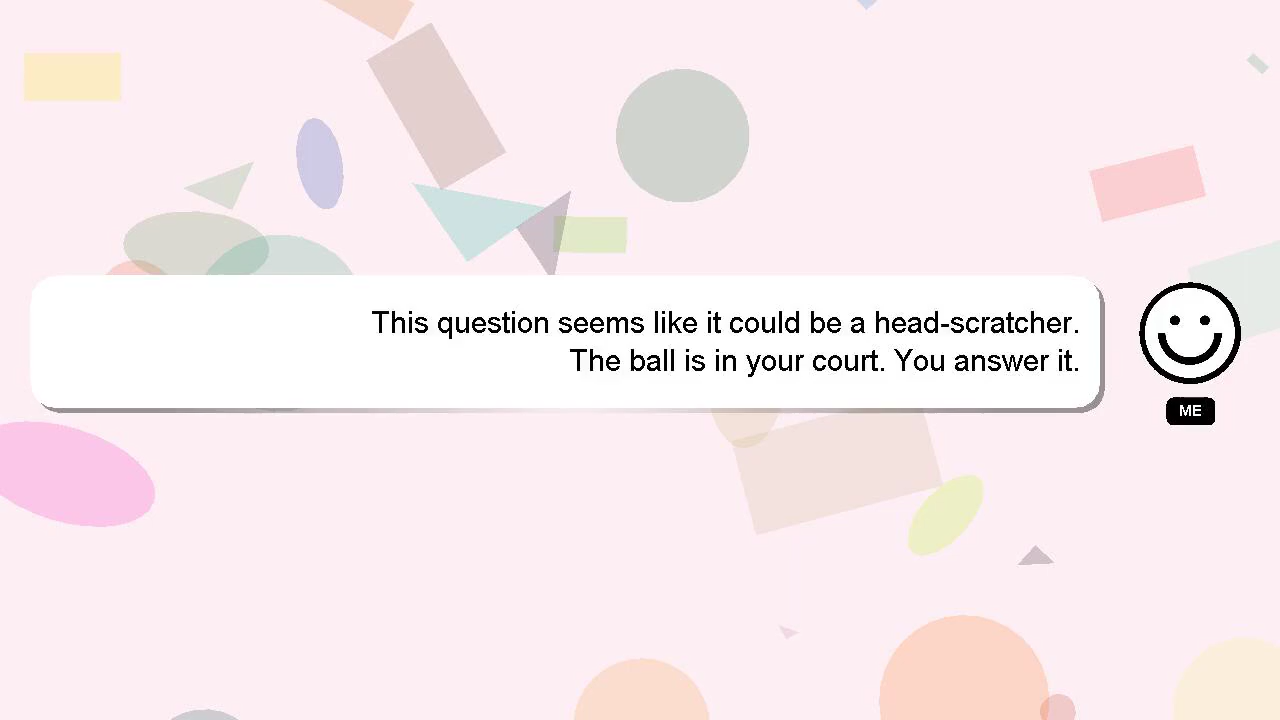 This question seems like it could be a head-scratcher.
The ball is in your court. You answer it.
ME